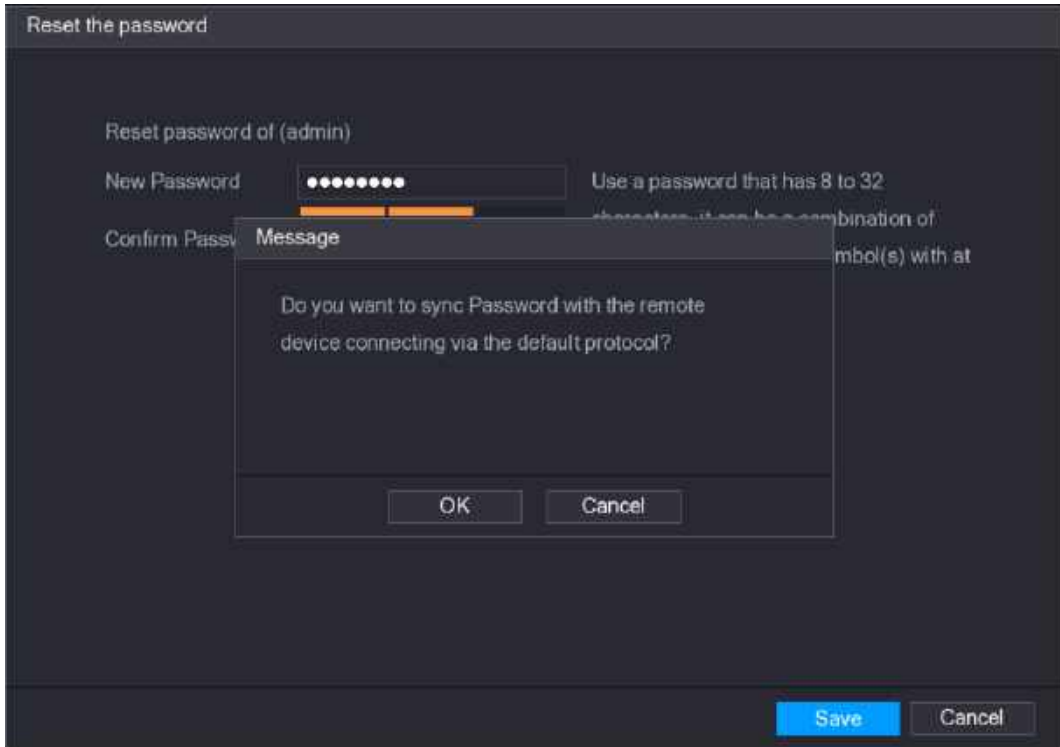 Reset the password
Reset password of (admin)
New Password ●●●●●●●● Use a password that has 8 to 32
bination of
Confirm Passw
mbol(s) with at
Message
Do you want to sync Password with the remote
device connecting via the default protocol?
OK Cancel
Save Cancel